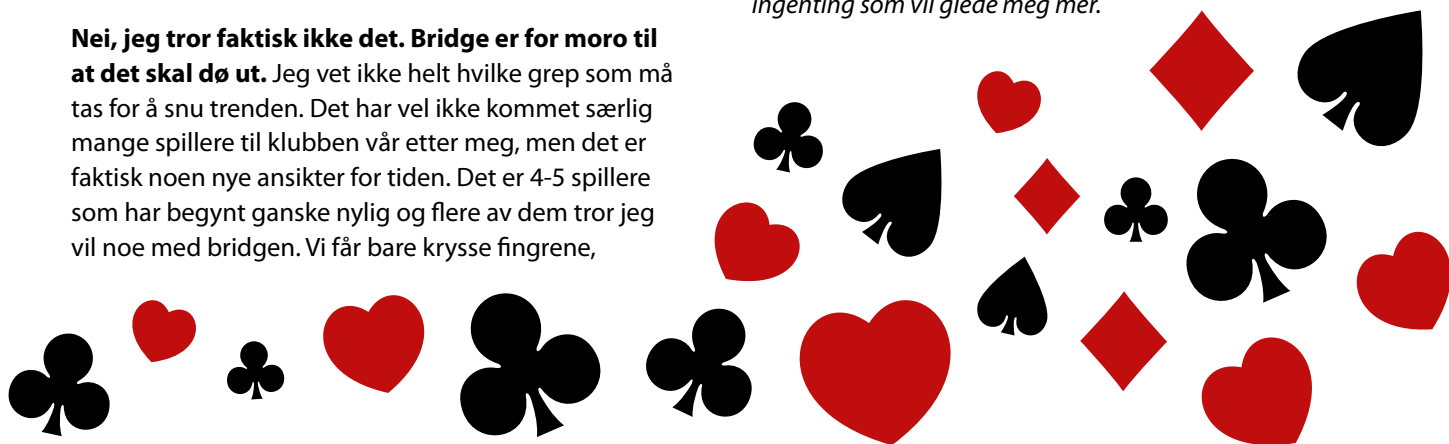 Nei, jeg tror faktisk ikke det. Bridge er for moro til
at det skal dø ut. Jeg vet ikke helt hvilke grep som må
tas for å snu trenden. Det har vel ikke kommet særlig
mange spillere til klubben vår etter meg, men det er
faktisk noen nye ansikter for tiden. Det er 4-5 spillere
som har begynt ganske nylig og flere av dem tror jeg
vil noe med bridgen. Vi får bare krysse fingrene,
ingenting som vil glede meg mer.